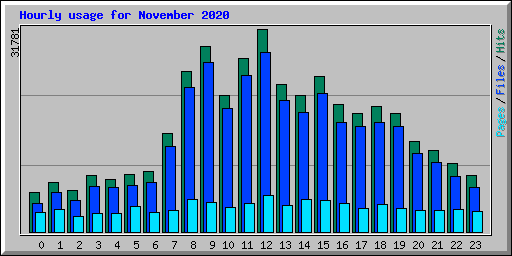 Hourly usage for November 2020
31781
Pages/Files/Hits
0 1 2 3 4 5 6 7 8 9 10 11 12 13 14 15 16 17 18 19 20 21 22 23